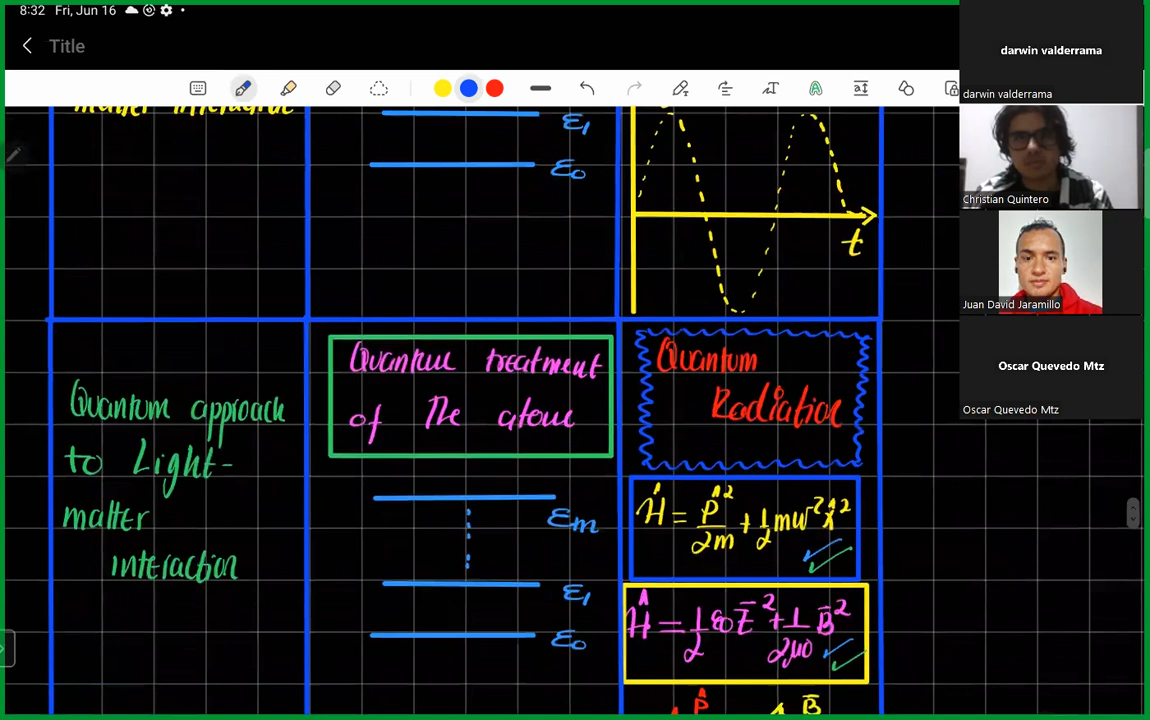 8:32 Fri, Jun 16
Title
darwin valderrama
darwin valderrama
Christian Quintero
Juan David Jaramillo
Oscar Quevedo Mtz
Oscar Quevedo Mtz
ε₁
ε₀
t
Quantum approach
to Light-
matter
interaction
Quantum treatment
of The atom
εm
ε₁
ε₀
Quantum
Radiation
Ĥ = P̂²/2m + 1/2 mw² x̂²
Ĥ = 1/2 ε0 E̅² + 1/2μ0 B̅²
P̂
B̅